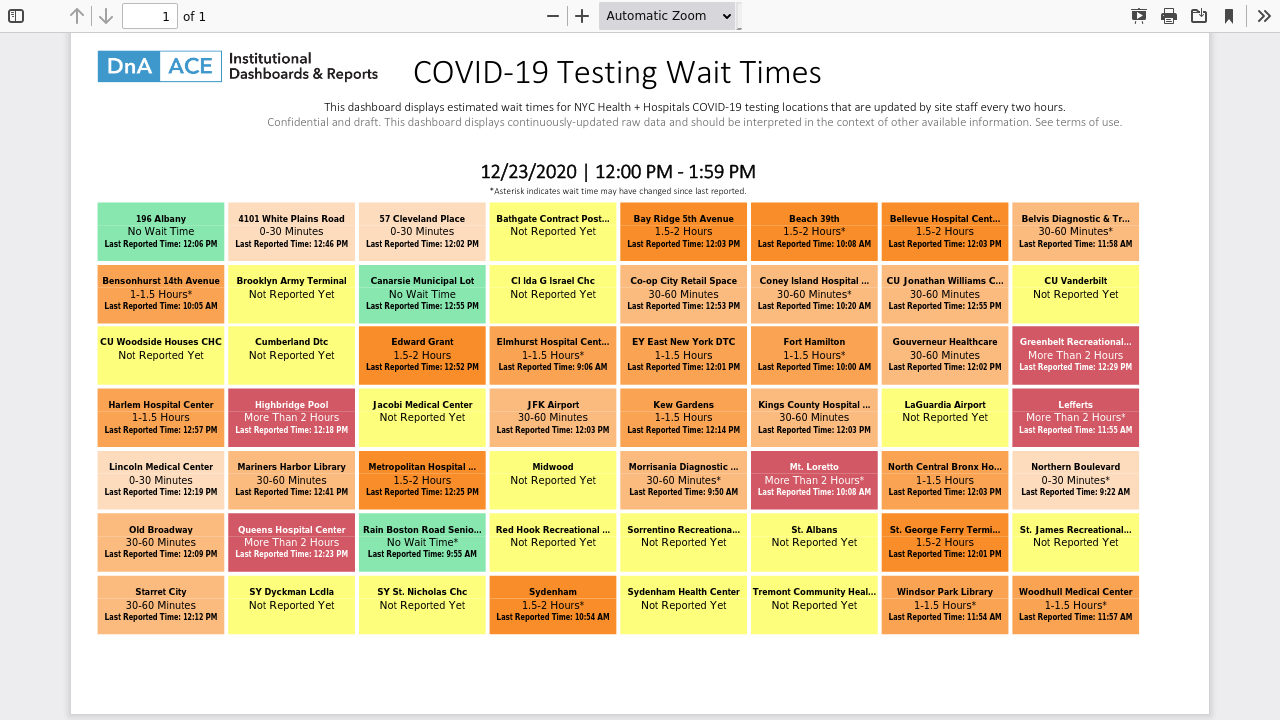 1 of 1
Automatic Zoom
DnA ACE Institutional
Dashboards & Reports
COVID-19 Testing Wait Times
This dashboard displays estimated wait times for NYC Health + Hospitals COVID-19 testing locations that are updated by site staff every two hours.
Confidential and draft. This dashboard displays continuously-updated raw data and should be interpreted in the context of other available information. See terms of use.
12/23/2020 | 12:00 PM - 1:59 PM
*Asterisk indicates wait time may have changed since last reported.
196 Albany
No Wait Time
Last Reported Time: 12:06 PM
4101 White Plains Road
0-30 Minutes
Last Reported Time: 12:46 PM
57 Cleveland Place
0-30 Minutes
Last Reported Time: 12:02 PM
Bathgate Contract Post...
Not Reported Yet
Bay Ridge 5th Avenue
1.5-2 Hours
Last Reported Time: 12:03 PM
Beach 39th
1.5-2 Hours*
Last Reported Time: 10:08 AM
Bellevue Hospital Cent...
1.5-2 Hours
Last Reported Time: 12:03 PM
Belvis Diagnostic & Tr...
30-60 Minutes*
Last Reported Time: 11:58 AM
Bensonhurst 14th Avenue
1-1.5 Hours*
Last Reported Time: 10:05 AM
Brooklyn Army Terminal
Not Reported Yet
Canarsie Municipal Lot
No Wait Time
Last Reported Time: 12:55 PM
Cl Ida G Israel Chc
Not Reported Yet
Co-op City Retail Space
30-60 Minutes
Last Reported Time: 12:53 PM
Coney Island Hospital ...
30-60 Minutes*
Last Reported Time: 10:20 AM
CU Jonathan Williams C...
30-60 Minutes
Last Reported Time: 12:55 PM
CU Vanderbilt
Not Reported Yet
CU Woodside Houses CHC
Not Reported Yet
Cumberland Dtc
Not Reported Yet
Edward Grant
1.5-2 Hours
Last Reported Time: 12:52 PM
Elmhurst Hospital Cent...
1-1.5 Hours*
Last Reported Time: 9:06 AM
EY East New York DTC
1-1.5 Hours
Last Reported Time: 12:01 PM
Fort Hamilton
1-1.5 Hours*
Last Reported Time: 10:00 AM
Gouverneur Healthcare
30-60 Minutes
Last Reported Time: 12:02 PM
Greenbelt Recreational...
More Than 2 Hours
Last Reported Time: 12:29 PM
Harlem Hospital Center
1-1.5 Hours
Last Reported Time: 12:57 PM
Highbridge Pool
More Than 2 Hours
Last Reported Time: 12:18 PM
Jacobi Medical Center
Not Reported Yet
JFK Airport
30-60 Minutes
Last Reported Time: 12:03 PM
Kew Gardens
1-1.5 Hours
Last Reported Time: 12:14 PM
Kings County Hospital ...
30-60 Minutes
Last Reported Time: 12:03 PM
LaGuardia Airport
Not Reported Yet
Lefferts
More Than 2 Hours*
Last Reported Time: 11:55 AM
Lincoln Medical Center
0-30 Minutes
Last Reported Time: 12:19 PM
Mariners Harbor Library
30-60 Minutes
Last Reported Time: 12:41 PM
Metropolitan Hospital ...
1.5-2 Hours
Last Reported Time: 12:25 PM
Midwood
Not Reported Yet
Morrisania Diagnostic ...
30-60 Minutes*
Last Reported Time: 9:50 AM
Mt. Loretto
More Than 2 Hours*
Last Reported Time: 10:08 AM
North Central Bronx Ho...
1-1.5 Hours
Last Reported Time: 12:03 PM
Northern Boulevard
0-30 Minutes*
Last Reported Time: 9:22 AM
Old Broadway
30-60 Minutes
Last Reported Time: 12:09 PM
Queens Hospital Center
More Than 2 Hours
Last Reported Time: 12:23 PM
Rain Boston Road Senio...
No Wait Time*
Last Reported Time: 9:55 AM
Red Hook Recreational ...
Not Reported Yet
Sorrentino Recreationa...
Not Reported Yet
St. Albans
Not Reported Yet
St. George Ferry Termi...
1.5-2 Hours
Last Reported Time: 12:01 PM
St. James Recreational...
Not Reported Yet
Starret City
30-60 Minutes
Last Reported Time: 12:12 PM
SY Dyckman Lcdla
Not Reported Yet
SY St. Nicholas Chc
Not Reported Yet
Sydenham
1.5-2 Hours*
Last Reported Time: 10:54 AM
Sydenham Health Center
Not Reported Yet
Tremont Community Heal...
Not Reported Yet
Windsor Park Library
1-1.5 Hours*
Last Reported Time: 11:54 AM
Woodhull Medical Center
1-1.5 Hours*
Last Reported Time: 11:57 AM